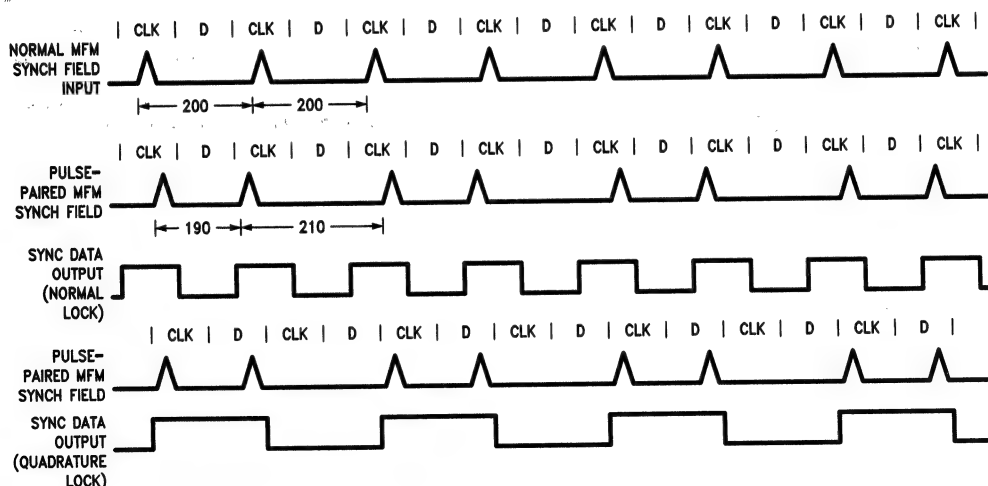 | CLK | D | CLK | D | CLK | D | CLK | D | CLK | D | CLK | D | CLK | D | CLK |
NORMAL MFM
SYNCH FIELD
INPUT
200
200
| CLK | D | CLK | D | CLK | D | CLK | D | CLK | D | CLK | D | CLK | D | CLK |
PULSE-
PAIRED MFM
SYNCH FIELD
190
210
SYNC DATA
OUTPUT
(NORMAL
LOCK)
| CLK | D | CLK | D | CLK | D | CLK | D | CLK | D | CLK | D | CLK | D |
PULSE-
PAIRED MFM
SYNCH FIELD
SYNC DATA
OUTPUT
(QUADRATURE
LOCK)